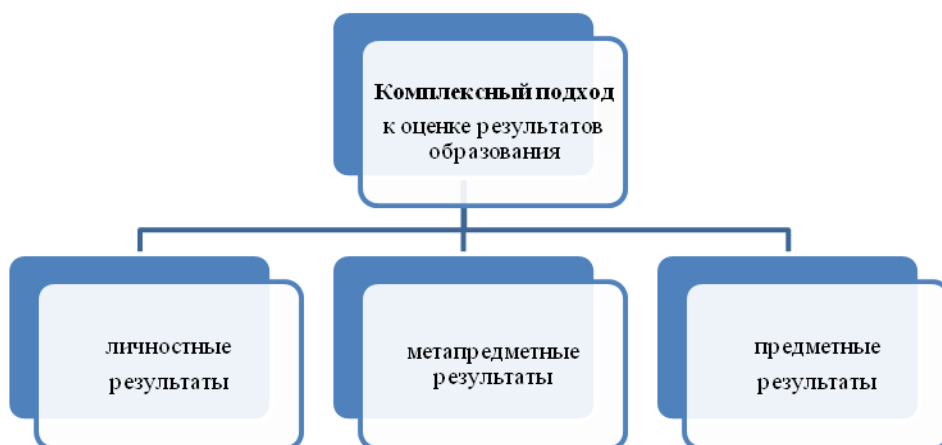 Комплексный подход
к оценке результатов
образования
личностные
результаты
метапредметные
результаты
предметные
результаты